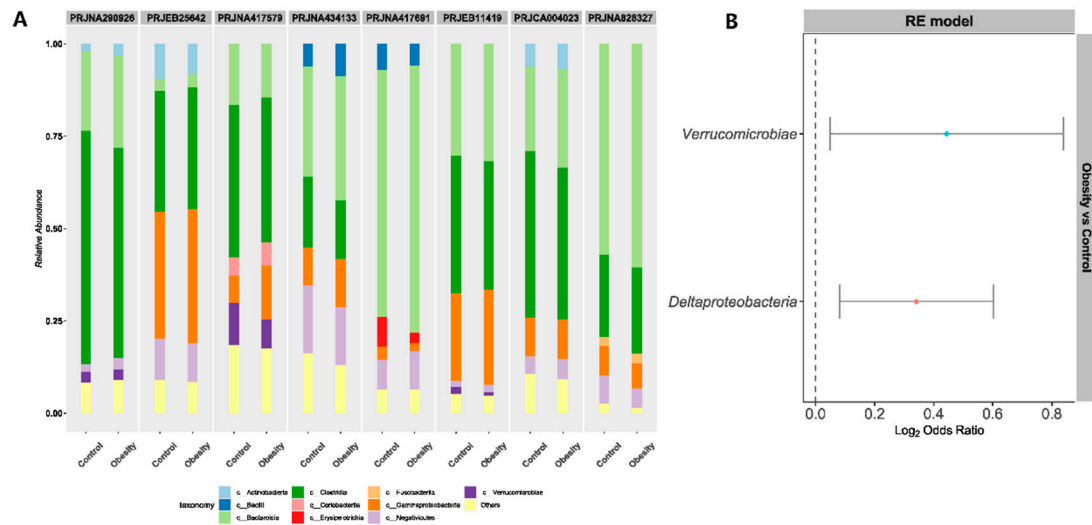 A
PRJNA290926 PRJEB25642 PRJNA417579 PRJNA434133 PRJNA417691 PRJEB11419 PRJCA004023 PRJNA828327
1.00
0.75
0.50
0.25
0.00
Relative Abundance
Control Obesity Control Obesity Control Obesity Control Obesity Control Obesity Control Obesity Control Obesity Control Obesity
taxonomy
c__Actinobacteria c__Clostridia c__Fusobacteriia c__Verrucomicrobiae
c__Bacilli c__Coriobacteriia c__Gammaproteobacteria Others
c__Bacteroidia c__Erysipelotrichia c__Negativicutes
B
RE model
Verrucomicrobiae
Deltaproteobacteria
Obesity vs Control
0.0 0.2 0.4 0.6 0.8
Log2 Odds Ratio